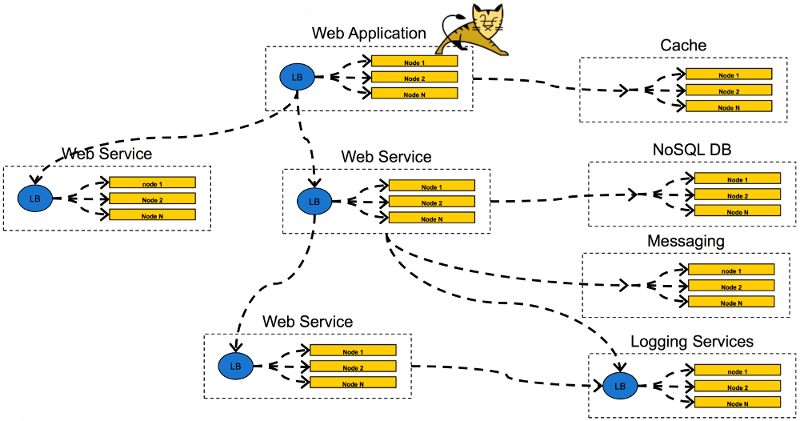 Web Application
LB
Node 1
Node 2
Node N
Cache
Node 1
Node 2
Node N
Web Service
LB
node 1
Node 2
Node N
Web Service
LB
Node 1
Node 2
Node N
NoSQL DB
Node 1
Node 2
Node N
Messaging
node 1
Node 2
Node N
Web Service
LB
Node 1
Node 2
Node N
Logging Services
LB
node 1
Node 2
Node N